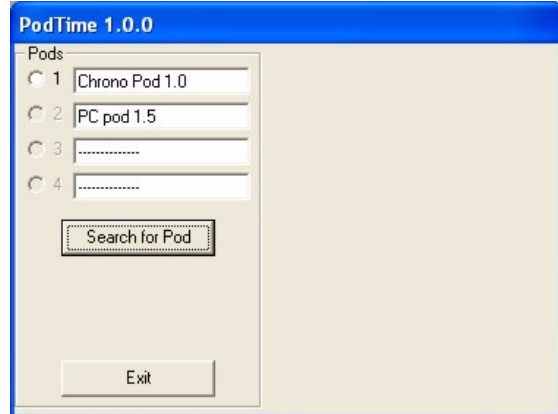 PodTime 1.0.0
Pods
1 Chrono Pod 1.0
2 PC pod 1.5
3 -------------
4 -------------
Search for Pod
Exit